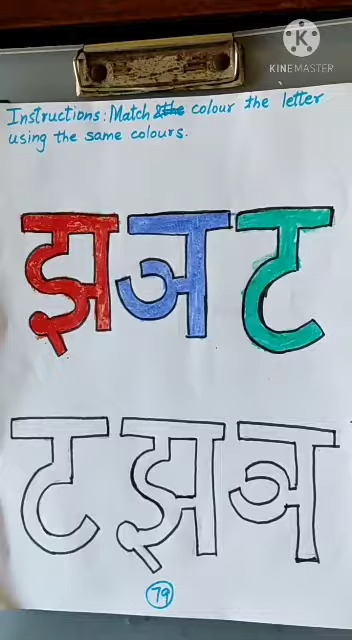 KINEMASTER
Instructions: Match colour the letter
using the same colours.
झ ञ ट
ट झ ञ
79